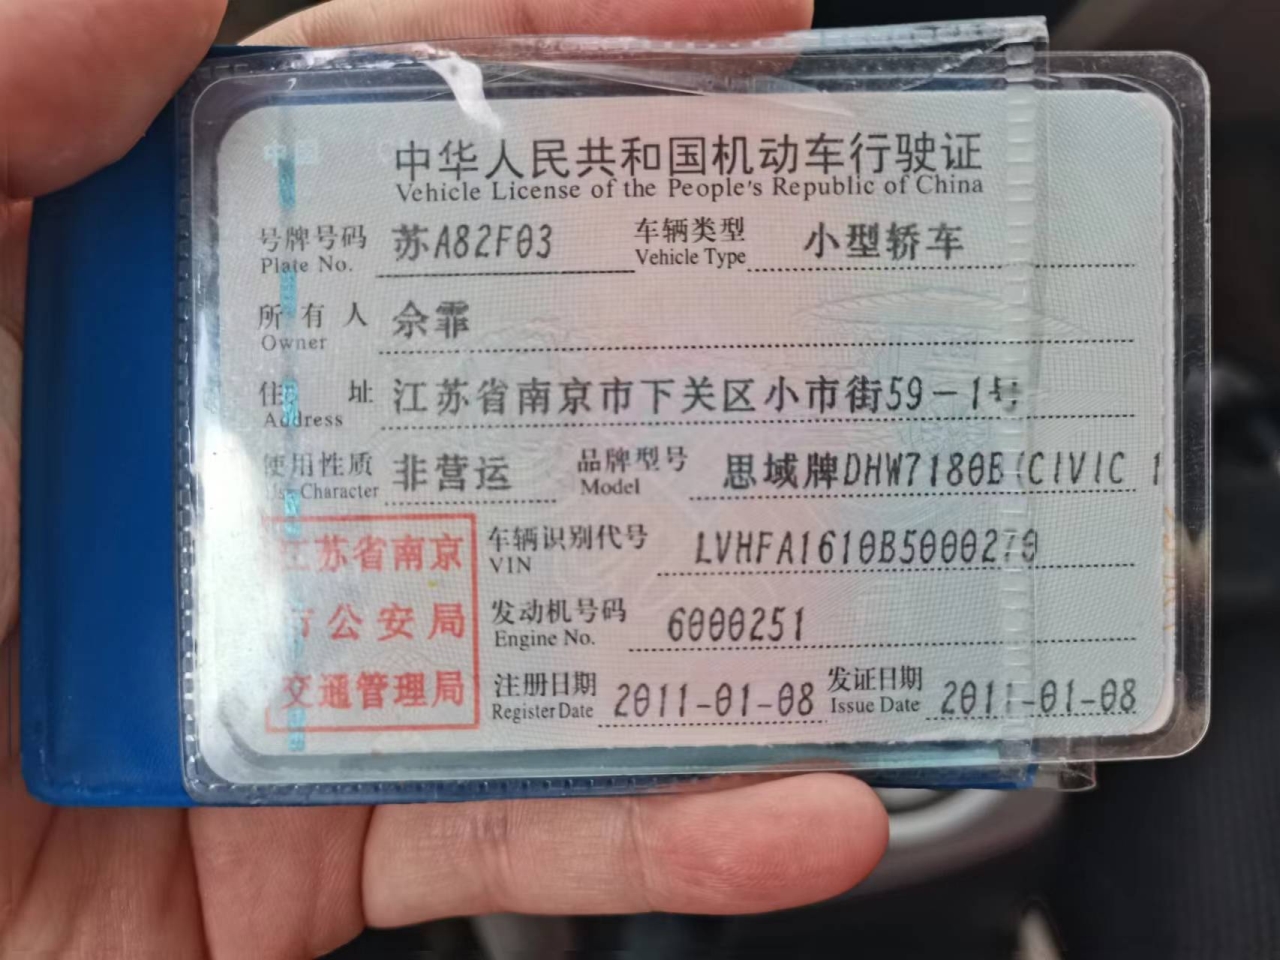 中华人民共和国机动车行驶证
Vehicle License of the People's Republic of China
号牌号码 苏A82F03 车辆类型 小型轿车
Plate No. Vehicle Type
所有人 佘霏
Owner
住址 江苏省南京市下关区小市街59-1号
Address
使用性质 非营运 品牌型号 思域牌DHW7180B(CIVIC 1
Use Character Model
江苏省南京
市公安局
交通管理局
车辆识别代号 LVHFA1610B5000270
VIN
发动机号码 6000251
Engine No.
注册日期 2011-01-08 发证日期 2011-01-08
Register Date Issue Date